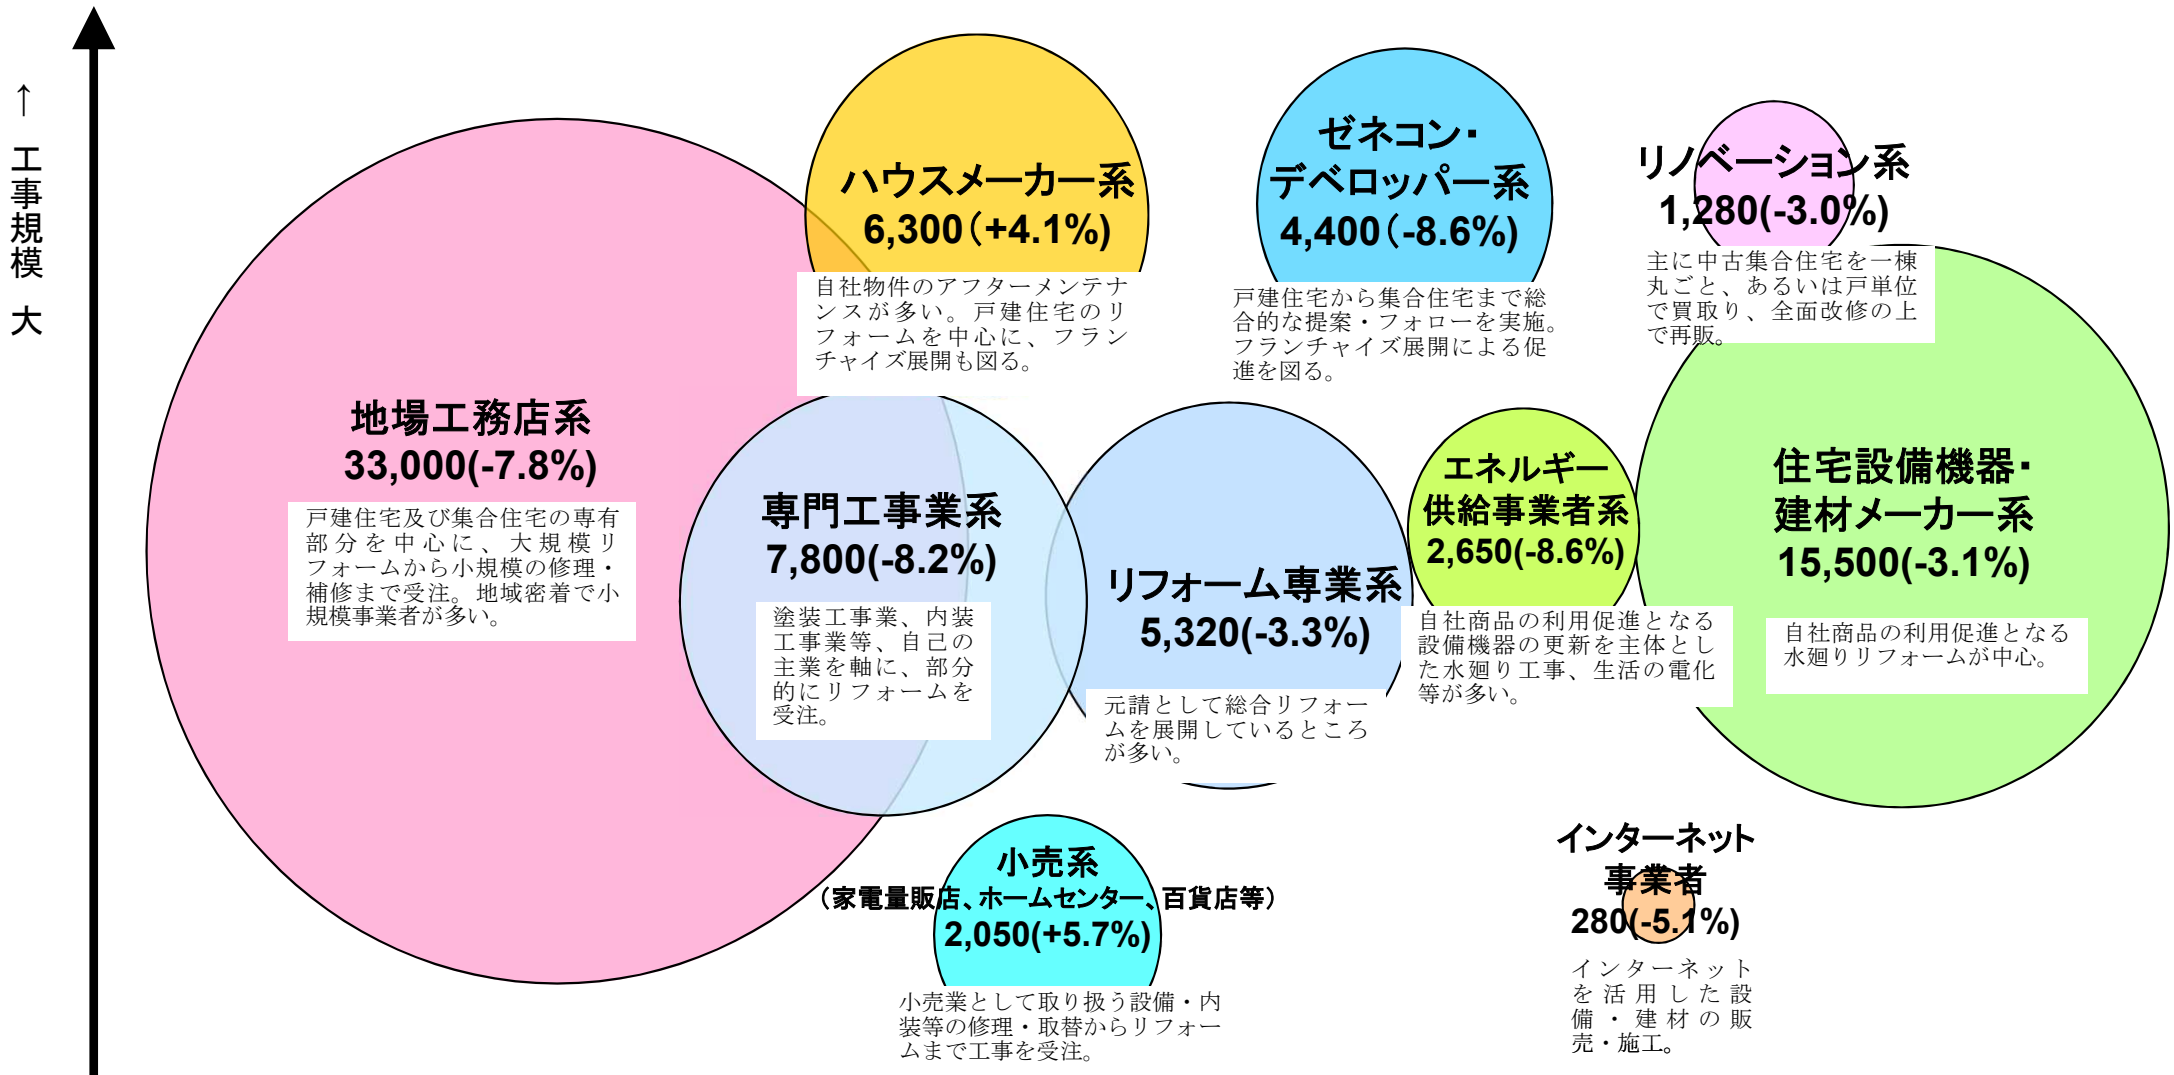 ↑ 工事規模 大
ハウスメーカー系
6,300（+4.1%)
自社物件のアフターメンテナ
ンスが多い。戸建住宅のリ
フォームを中心に、フラン
チャイズ展開も図る。
ゼネコン・
デベロッパー系
4,400（-8.6%)
戸建住宅から集合住宅まで総
合的な提案・フォローを実施。
フランチャイズ展開による促
進を図る。
リノベーション系
1,280(-3.0%)
主に中古集合住宅を一棟
丸ごと、あるいは戸単位
で買取り、全面改修の上
で再販。
地場工務店系
33,000(-7.8%)
戸建住宅及び集合住宅の専有
部分を中心に、大規模リ
フォームから小規模の修理・
補修まで受注。地域密着で小
規模事業者が多い。
専門工事業系
7,800(-8.2%)
塗装工事業、内装
工事業等、自己の
主業を軸に、部分
的にリフォームを
受注。
リフォーム専業系
5,320(-3.3%)
元請として総合リフォー
ムを展開しているところ
が多い。
エネルギー
供給事業者系
2,650(-8.6%)
自社商品の利用促進となる
設備機器の更新を主体とし
た水廻り工事、生活の電化
等が多い。
住宅設備機器・
建材メーカー系
15,500(-3.1%)
自社商品の利用促進となる
水廻りリフォームが中心。
小売系
（家電量販店、ホームセンター、百貨店等）
2,050(+5.7%)
小売業として取り扱う設備・内
装等の修理・取替からリフォー
ムまで工事を受注。
インターネット
事業者
280(-5.1%)
インターネット
を活用した設
備・建材の販
売・施工。